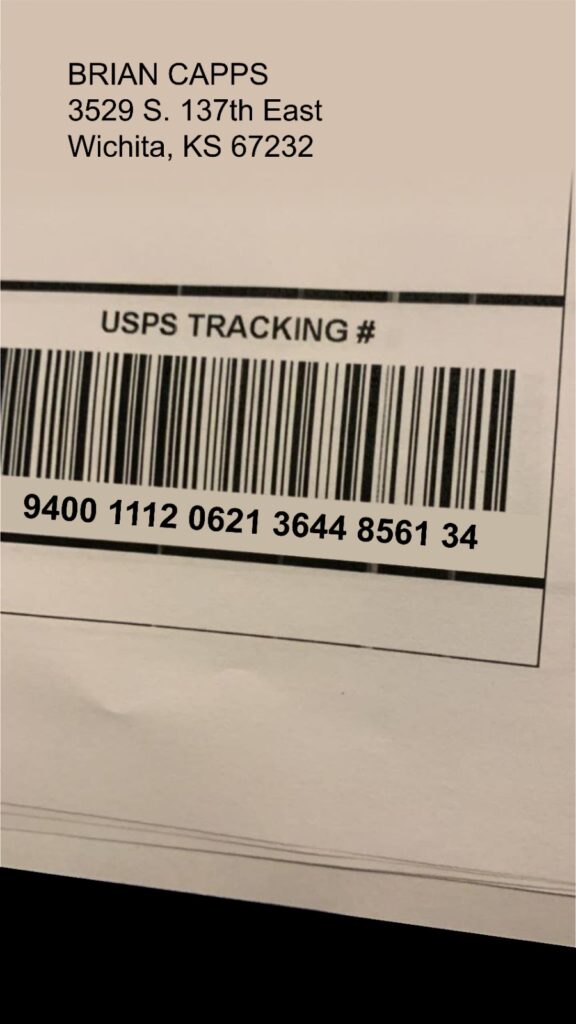 BRIAN CAPPS
3529 S. 137th East
Wichita, KS 67232
USPS TRACKING #
9400 1112 0621 3644 8561 34